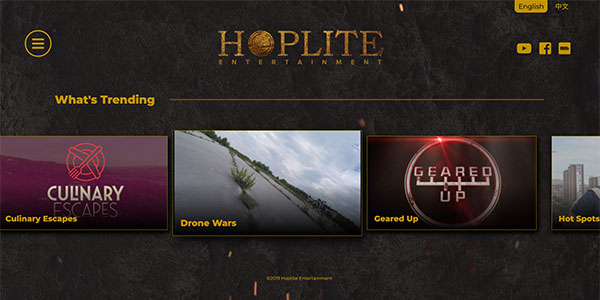 English 中文
HOPLITE
ENTERTAINMENT
What's Trending
CULINARY
ESCAPES
Culinary Escapes
Drone Wars
GEARED
UP
Geared Up
Hot Spots
©2019 Hoplite Entertainment